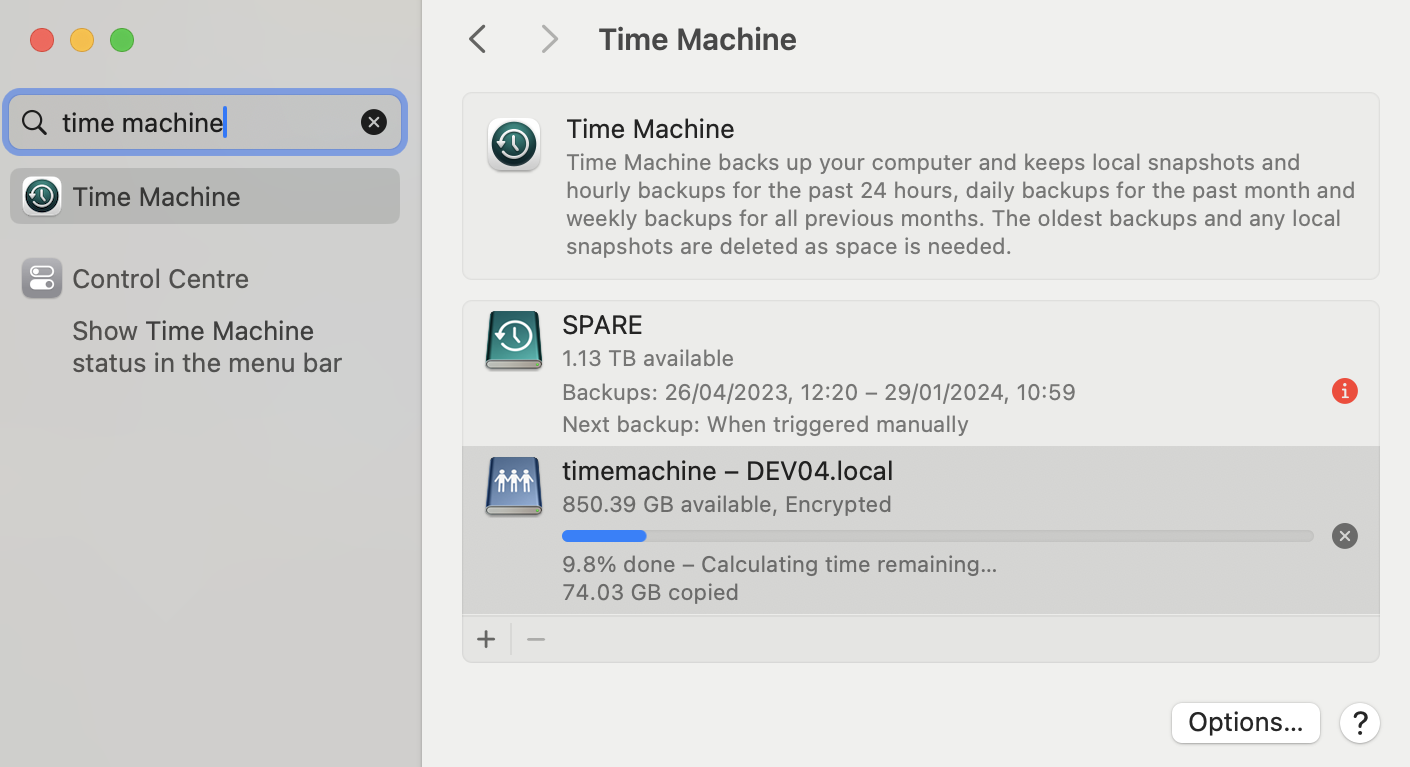 time machine
Time Machine
Control Centre
Show Time Machine
status in the menu bar
Time Machine
Time Machine
Time Machine backs up your computer and keeps local snapshots and
hourly backups for the past 24 hours, daily backups for the past month and
weekly backups for all previous months. The oldest backups and any local
snapshots are deleted as space is needed.
SPARE
1.13 TB available
Backups: 26/04/2023, 12:20 – 29/01/2024, 10:59
Next backup: When triggered manually
timemachine – DEV04.local
850.39 GB available, Encrypted
9.8% done – Calculating time remaining...
74.03 GB copied
Options...
?